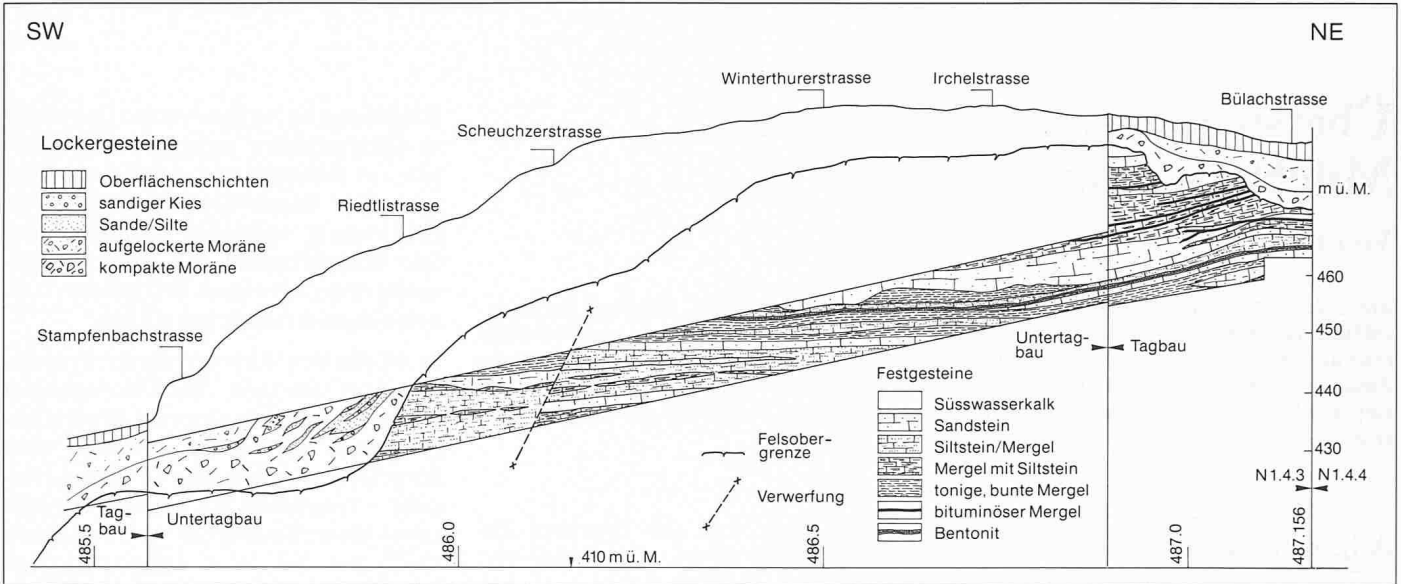 SW
NE
Winterthurerstrasse
Irchelstrasse
Bülachstrasse
Scheuchzerstrasse
Lockergesteine
Oberflächenschichten
sandiger Kies
Sande/Silte
aufgelockerte Moräne
kompakte Moräne
Riedtlistrasse
m ü. M.
460
450
440
430
Stampfenbachstrasse
Untertag-
bau
Tagbau
Festgesteine
Süsswasserkalk
Sandstein
Siltstein/Mergel
Mergel mit Siltstein
tonige, bunte Mergel
bituminöser Mergel
Bentonit
Felsober-
grenze
Verwerfung
N 1.4.3
N 1.4.4
Tag-
bau
Untertagbau
485.5
486.0
410 m ü. M.
486.5
487.0
487.156